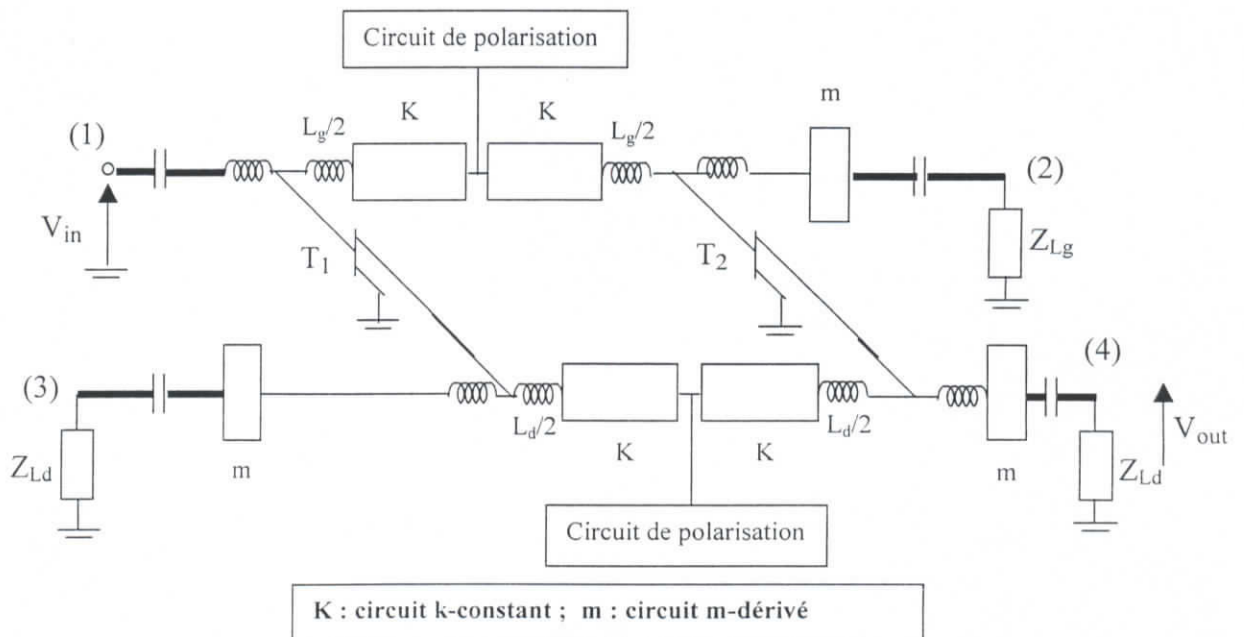 Circuit de polarisation
K K m
(1) L_g/2 L_g/2 (2)
V_in Z_Lg
T_1 T_2
(3) (4)
L_d/2 L_d/2
Z_Ld m K K m Z_Ld V_out
Circuit de polarisation
K : circuit k-constant ; m : circuit m-dérivé